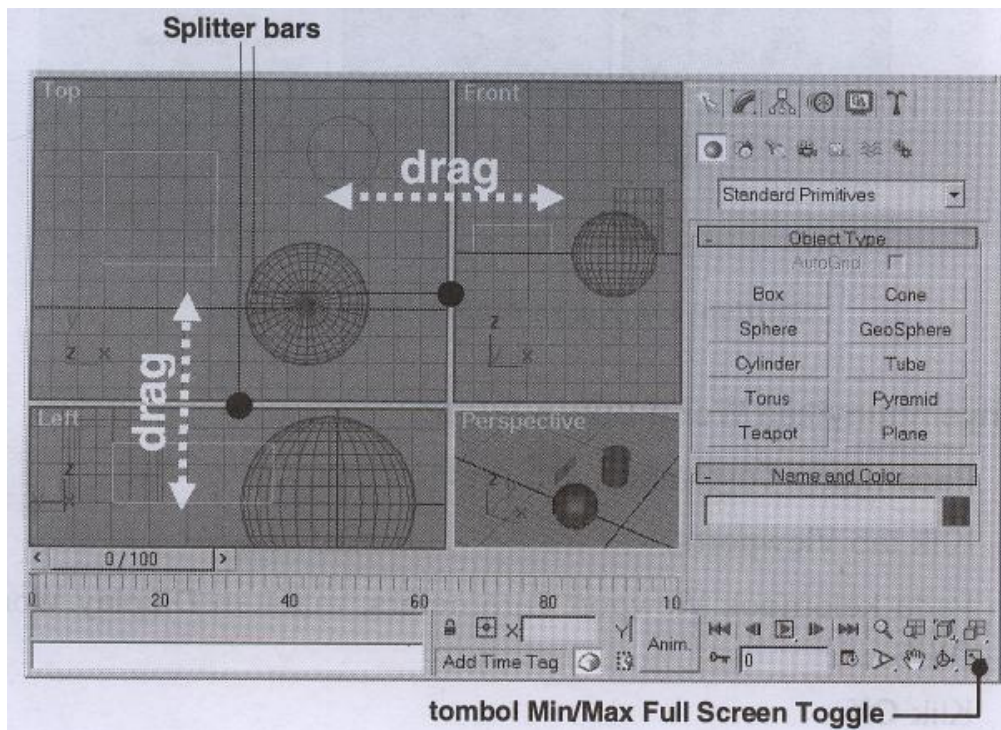 Splitter bars
Top
Front
drag
Standard Primitives
- Object Type
AutoGrid
Box Cone
Sphere GeoSphere
Cylinder Tube
Torus Pyramid
Teapot Plane
z x
z
x
drag
Left
Perspective
z
z
x
- Name and Color
< 0 / 100 >
0 20 40 60 80 10
X Y Anim.
Add Time Tag 0
tombol Min/Max Full Screen Toggle